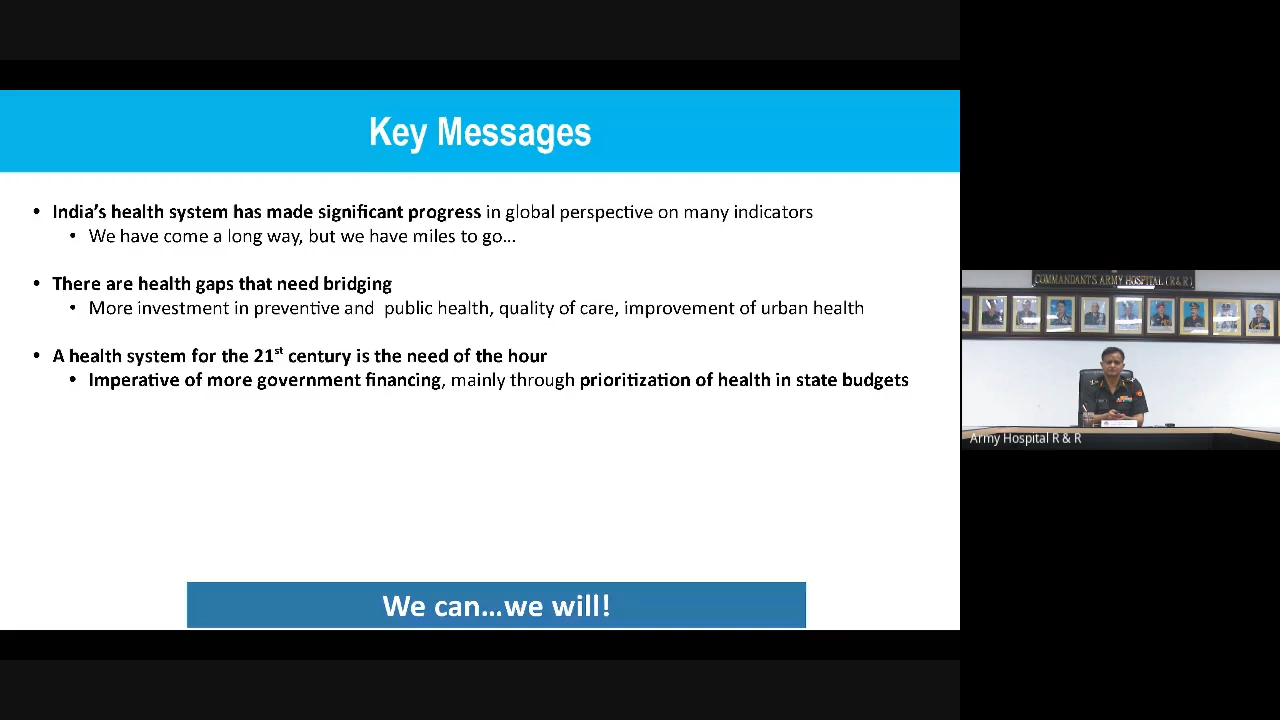 Key Messages
• India's health system has made significant progress in global perspective on many indicators
• We have come a long way, but we have miles to go...
• There are health gaps that need bridging
• More investment in preventive and  public health, quality of care, improvement of urban health
• A health system for the 21st century is the need of the hour
• Imperative of more government financing, mainly through prioritization of health in state budgets
We can...we will!
COMMANDANT'S ARMY HOSPITAL (R&R)
Army Hospital R & R